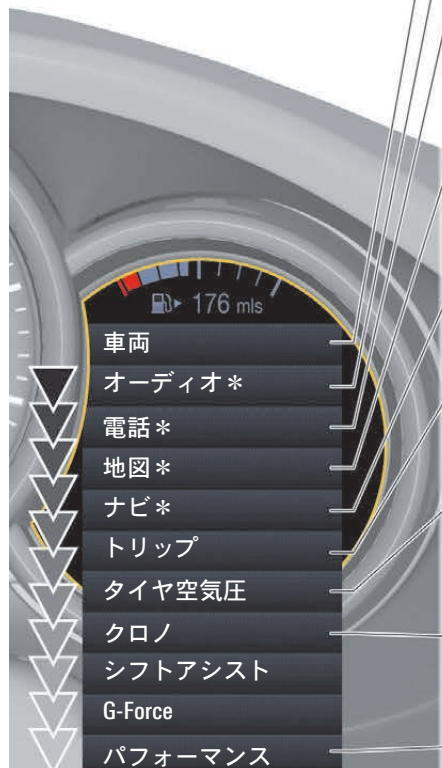 176 mls
車両
オーディオ＊
電話＊
地図＊
ナビ＊
トリップ
タイヤ空気圧
クロノ
シフトアシスト
G-Force
パフォーマンス